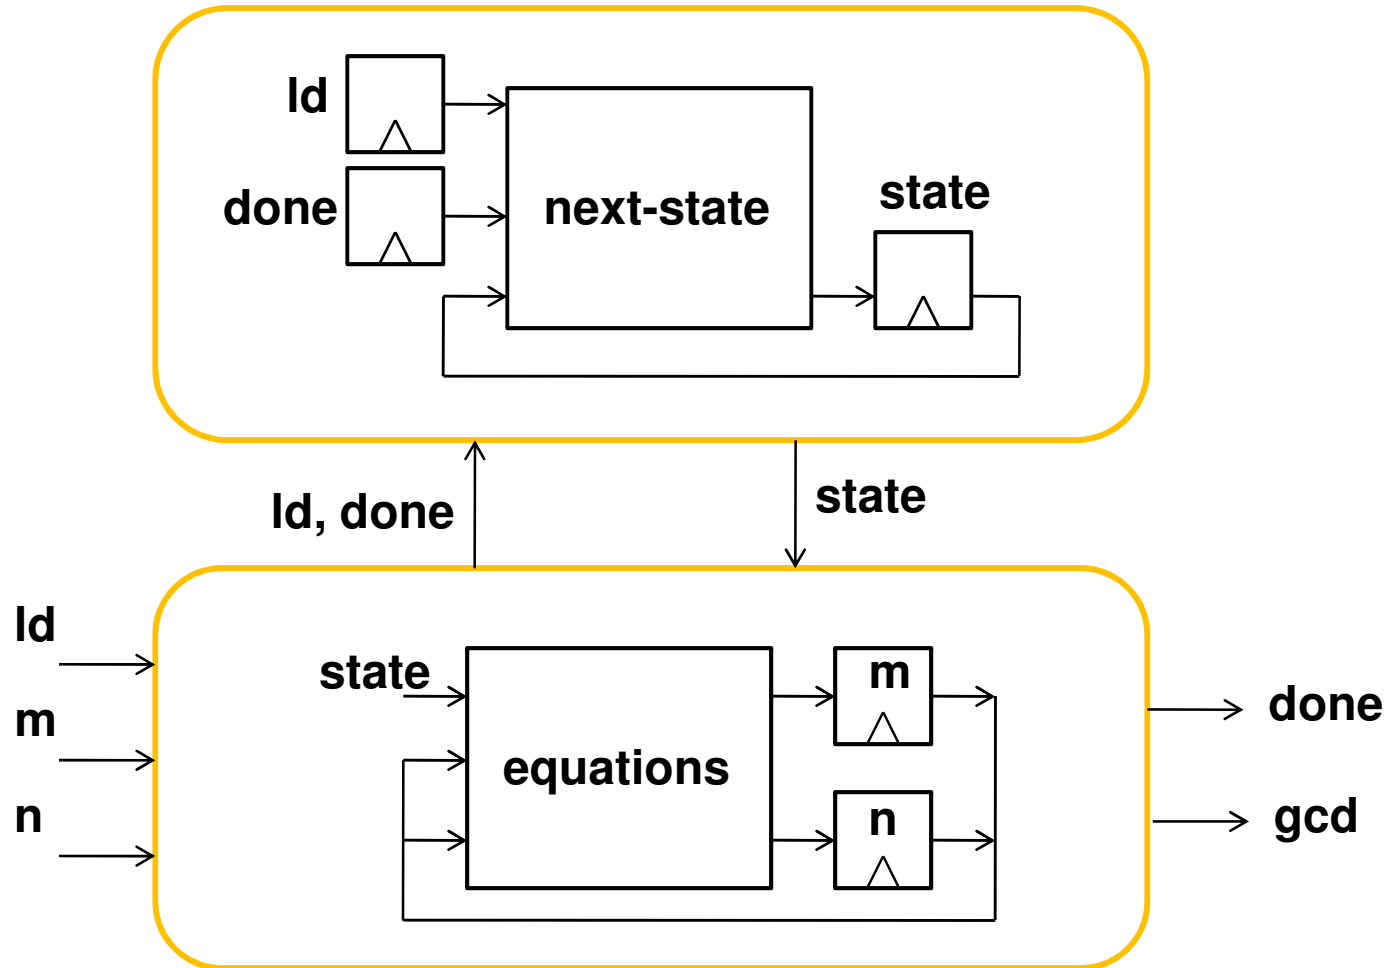 ld
done
next-state
state
ld, done
state
ld
m
n
state
equations
m
n
done
gcd